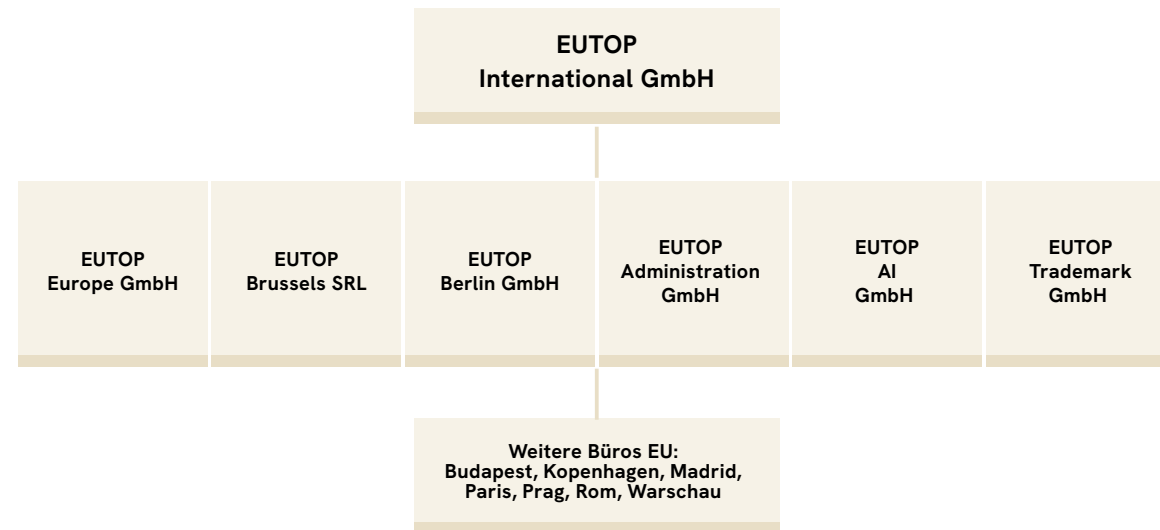 EUTOP
International GmbH
EUTOP
Europe GmbH
EUTOP
Brussels SRL
EUTOP
Berlin GmbH
EUTOP
Administration
GmbH
EUTOP
AI
GmbH
EUTOP
Trademark
GmbH
Weitere Büros EU:
Budapest, Kopenhagen, Madrid,
Paris, Prag, Rom, Warschau